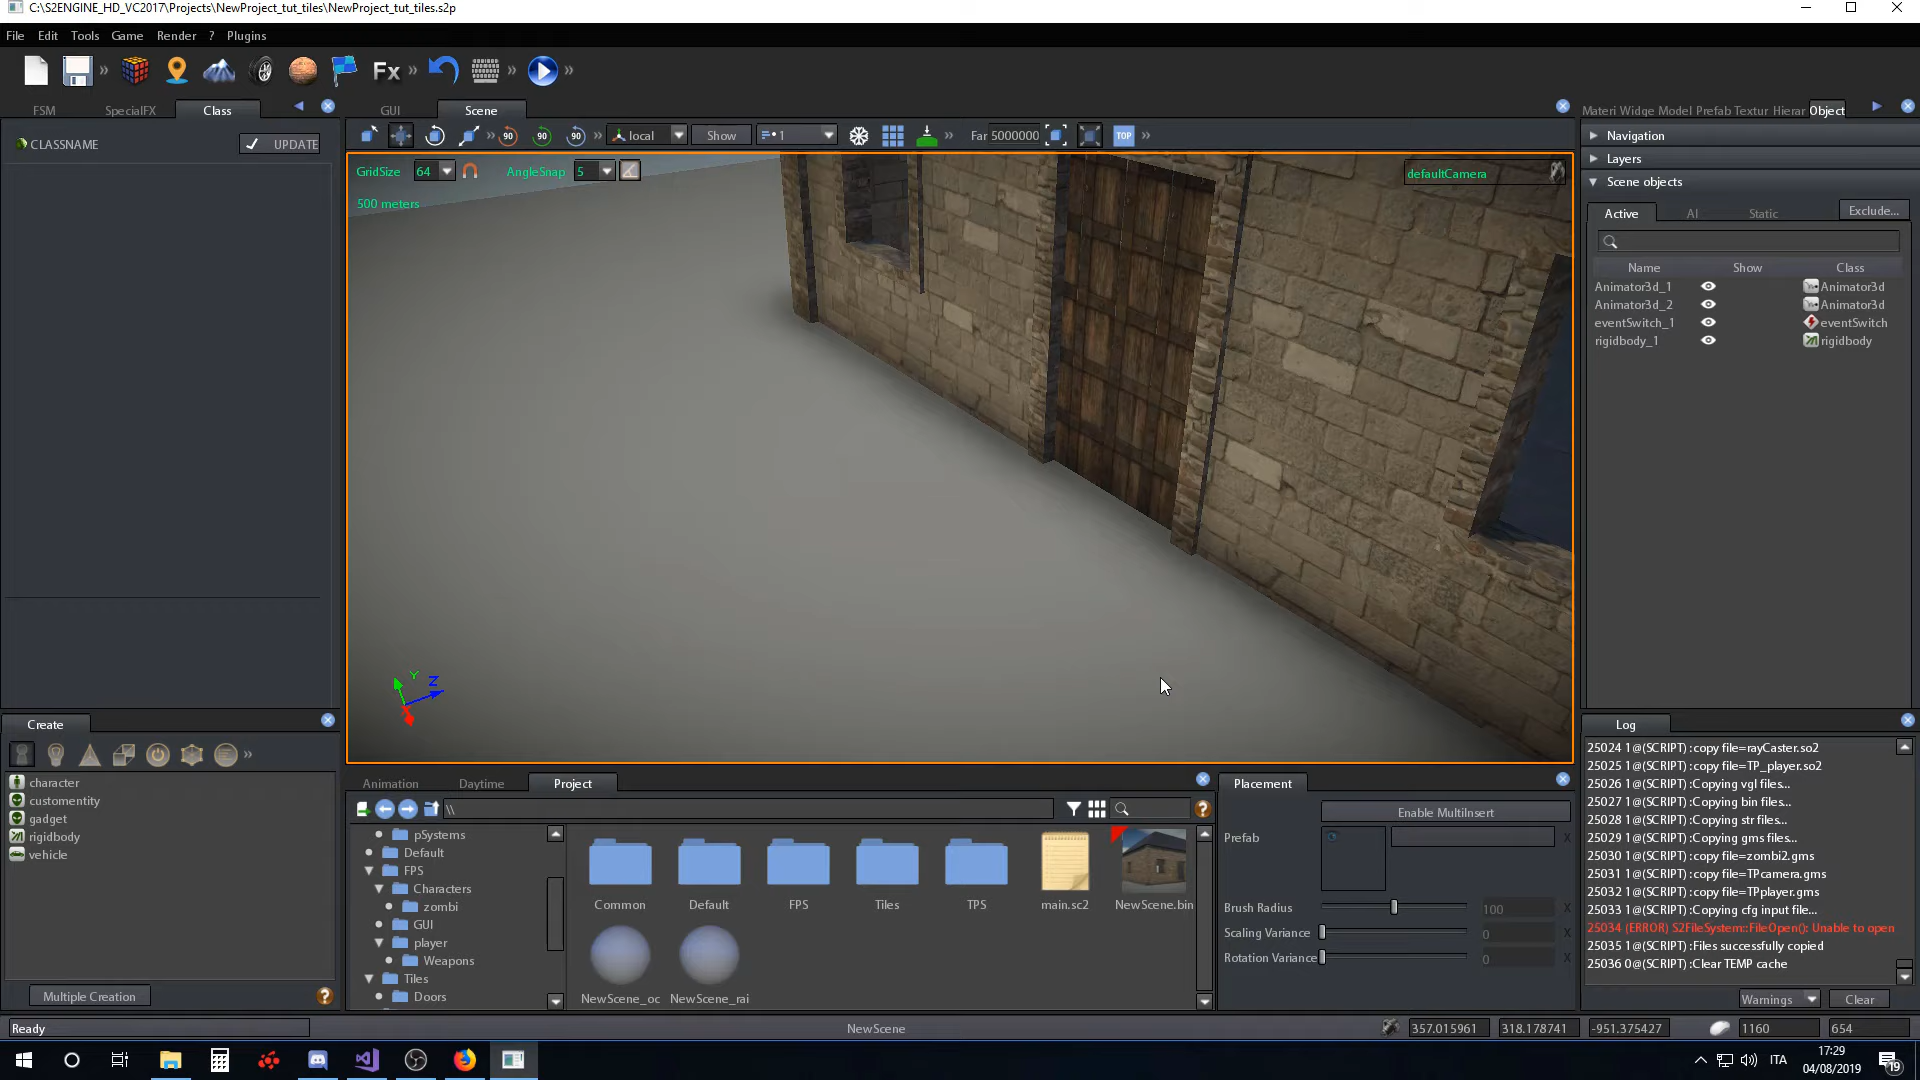 C:\S2ENGINE_HD_VC2017\Projects\NewProject_tut_tiles\NewProject_tut_tiles.s2p
File Edit Tools Game Render ? Plugins
Fx
FSM SpecialFX Class
GUI Scene
Materi Widge Model Prefab Textur Hierar Object
90 90 90 local Show 1 Far 5000000 TOP
CLASSNAME UPDATE
GridSize 64 AngleSnap 5
500 meters
defaultCamera
Navigation
Layers
Scene objects
Active AI Static Exclude...
Name Show Class
Animator3d_1 Animator3d
Animator3d_2 Animator3d
eventSwitch_1 eventSwitch
rigidbody_1 rigidbody
Y Z X
Create
character
customentity
gadget
rigidbody
vehicle
Multiple Creation
Animation Daytime Project
\\
pSystems
Default
FPS
Characters
zombi
GUI
player
Weapons
Tiles
Doors
Common Default FPS Tiles TPS main.sc2 NewScene.bin
NewScene_oc NewScene_rai
Placement
Enable MultiInsert
Prefab X
Brush Radius 100 X
Scaling Variance 0 X
Rotation Variance 0 X
Log
25024 1@(SCRIPT) :copy file=rayCaster.so2
25025 1@(SCRIPT) :copy file=TP_player.so2
25026 1@(SCRIPT) :Copying vgl files...
25027 1@(SCRIPT) :Copying bin files...
25028 1@(SCRIPT) :Copying str files...
25029 1@(SCRIPT) :Copying gms files...
25030 1@(SCRIPT) :copy file=zombi2.gms
25031 1@(SCRIPT) :copy file=TPcamera.gms
25032 1@(SCRIPT) :copy file=TPplayer.gms
25033 1@(SCRIPT) :Copying cfg input file...
25034 (ERROR) S2FileSystem::FileOpen(): Unable to open
25035 1@(SCRIPT) :Files successfully copied
25036 0@(SCRIPT) :Clear TEMP cache
Warnings Clear
Ready NewScene 357.015961 318.178741 -951.375427 1160 654
ITA 17:29
04/08/2019
19